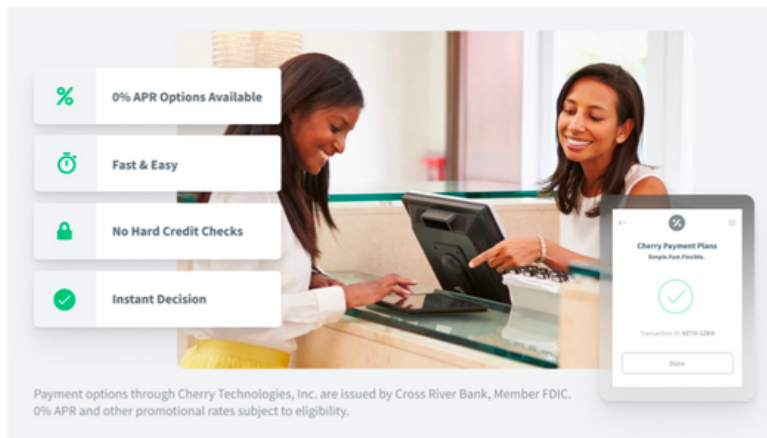 0% APR Options Available
Fast & Easy
No Hard Credit Checks
Instant Decision
Cherry Payment Plans
Simple.Fast.Flexible.
Transaction ID:
Done
Payment options through Cherry Technologies, Inc. are issued by Cross River Bank, Member FDIC.
0% APR and other promotional rates subject to eligibility.